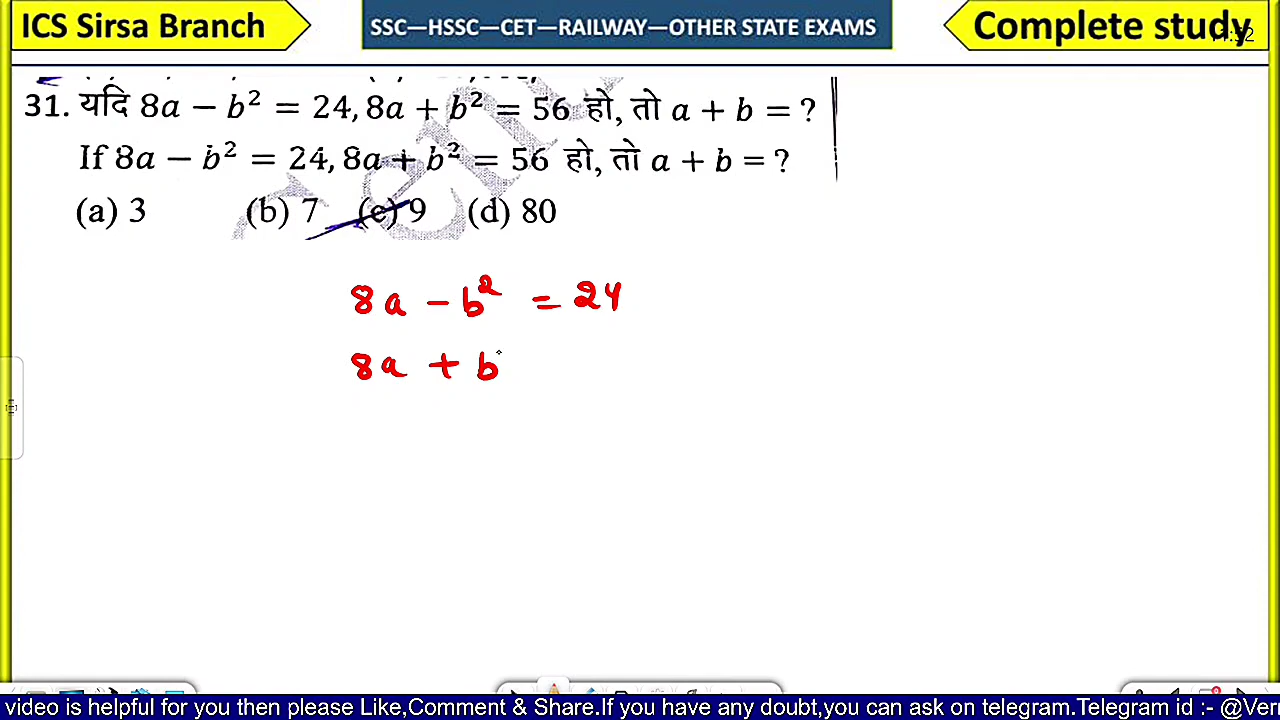 ICS Sirsa Branch
SSC—HSSC—CET—RAILWAY—OTHER STATE EXAMS
Complete study
31. यदि 8a − b² = 24, 8a + b² = 56 हो, तो a + b = ?
If 8a − b² = 24, 8a + b² = 56 हो, तो a + b = ?
(a) 3 (b) 7 (c) 9 (d) 80
8a − b² = 24
8a + b
video is helpful for you then please Like,Comment & Share.If you have any doubt,you can ask on telegram.Telegram id :- @Ver